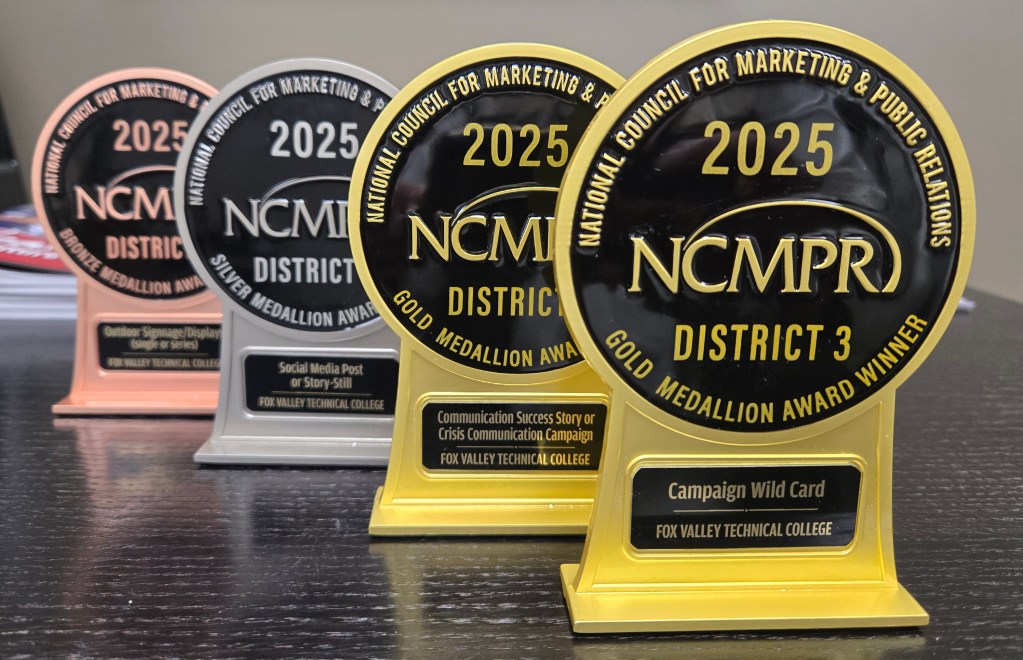 NATIONAL COUNCIL FOR MARKETING &
2025
NCMPR
DISTRICT
BRONZE MEDALLION
Outdoor Signnage/Display
(single or series)
FOX VALLEY TECHNICAL COLLEGE
NATIONAL COUNCIL FOR MARKETING &
2025
NCMP
DISTRICT
SILVER MEDALLION AWAR
Social Media Post
or Story-Still
FOX VALLEY TECHNICAL COLLEGE
NATIONAL COUNCIL FOR MARKETING & P
2025
NCMP
DISTRICT
GOLD MEDALLION AWA
Communication Success Story or
Crisis Communication Campaign
FOX VALLEY TECHNICAL COLLEGE
NATIONAL COUNCIL FOR MARKETING & PUBLIC RELATIONS
2025
NCMPR
DISTRICT 3
GOLD MEDALLION AWARD WINNER
Campaign Wild Card
FOX VALLEY TECHNICAL COLLEGE